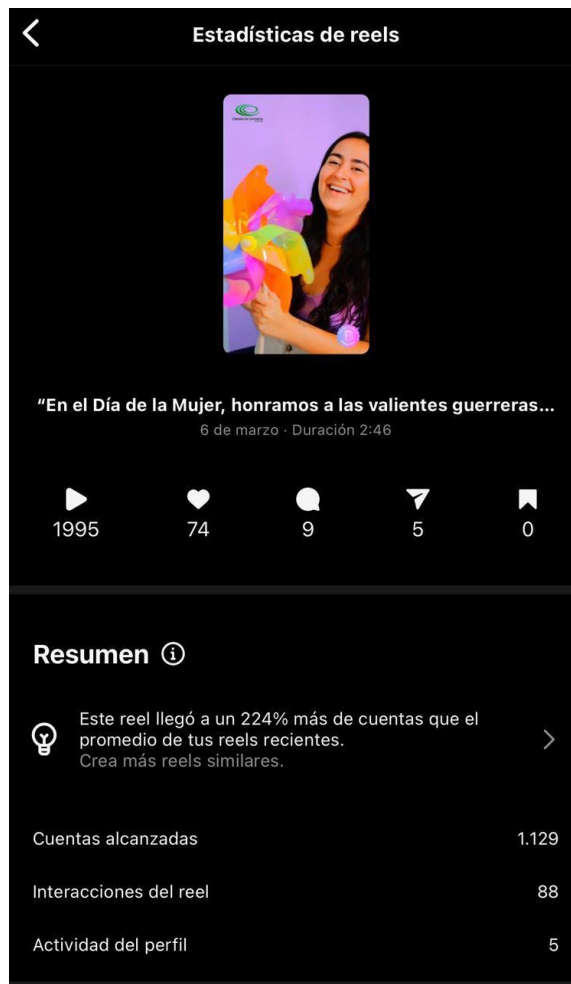 Estadísticas de reels
“En el Día de la Mujer, honramos a las valientes guerreras...
6 de marzo · Duración 2:46
1995 74 9 5 0
Resumen
Este reel llegó a un 224% más de cuentas que el
promedio de tus reels recientes.
Crea más reels similares.
Cuentas alcanzadas 1.129
Interacciones del reel 88
Actividad del perfil 5